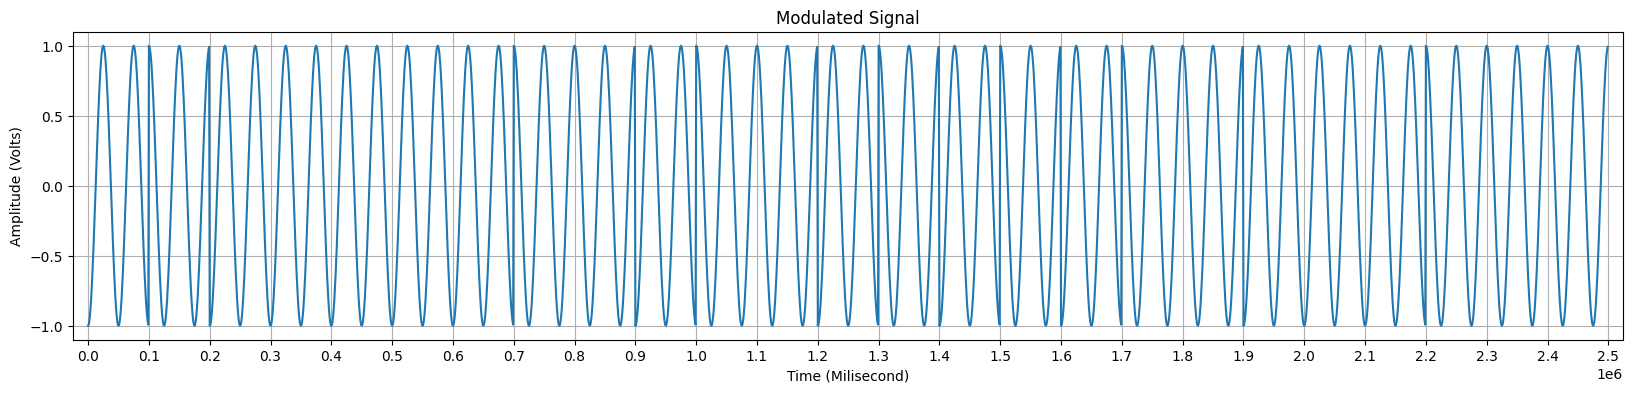 Modulated Signal
Amplitude (Volts)
1.0
0.5
0.0
−0.5
−1.0
0.0 0.1 0.2 0.3 0.4 0.5 0.6 0.7 0.8 0.9 1.0 1.1 1.2 1.3 1.4 1.5 1.6 1.7 1.8 1.9 2.0 2.1 2.2 2.3 2.4 2.5
1e6
Time (Milisecond)